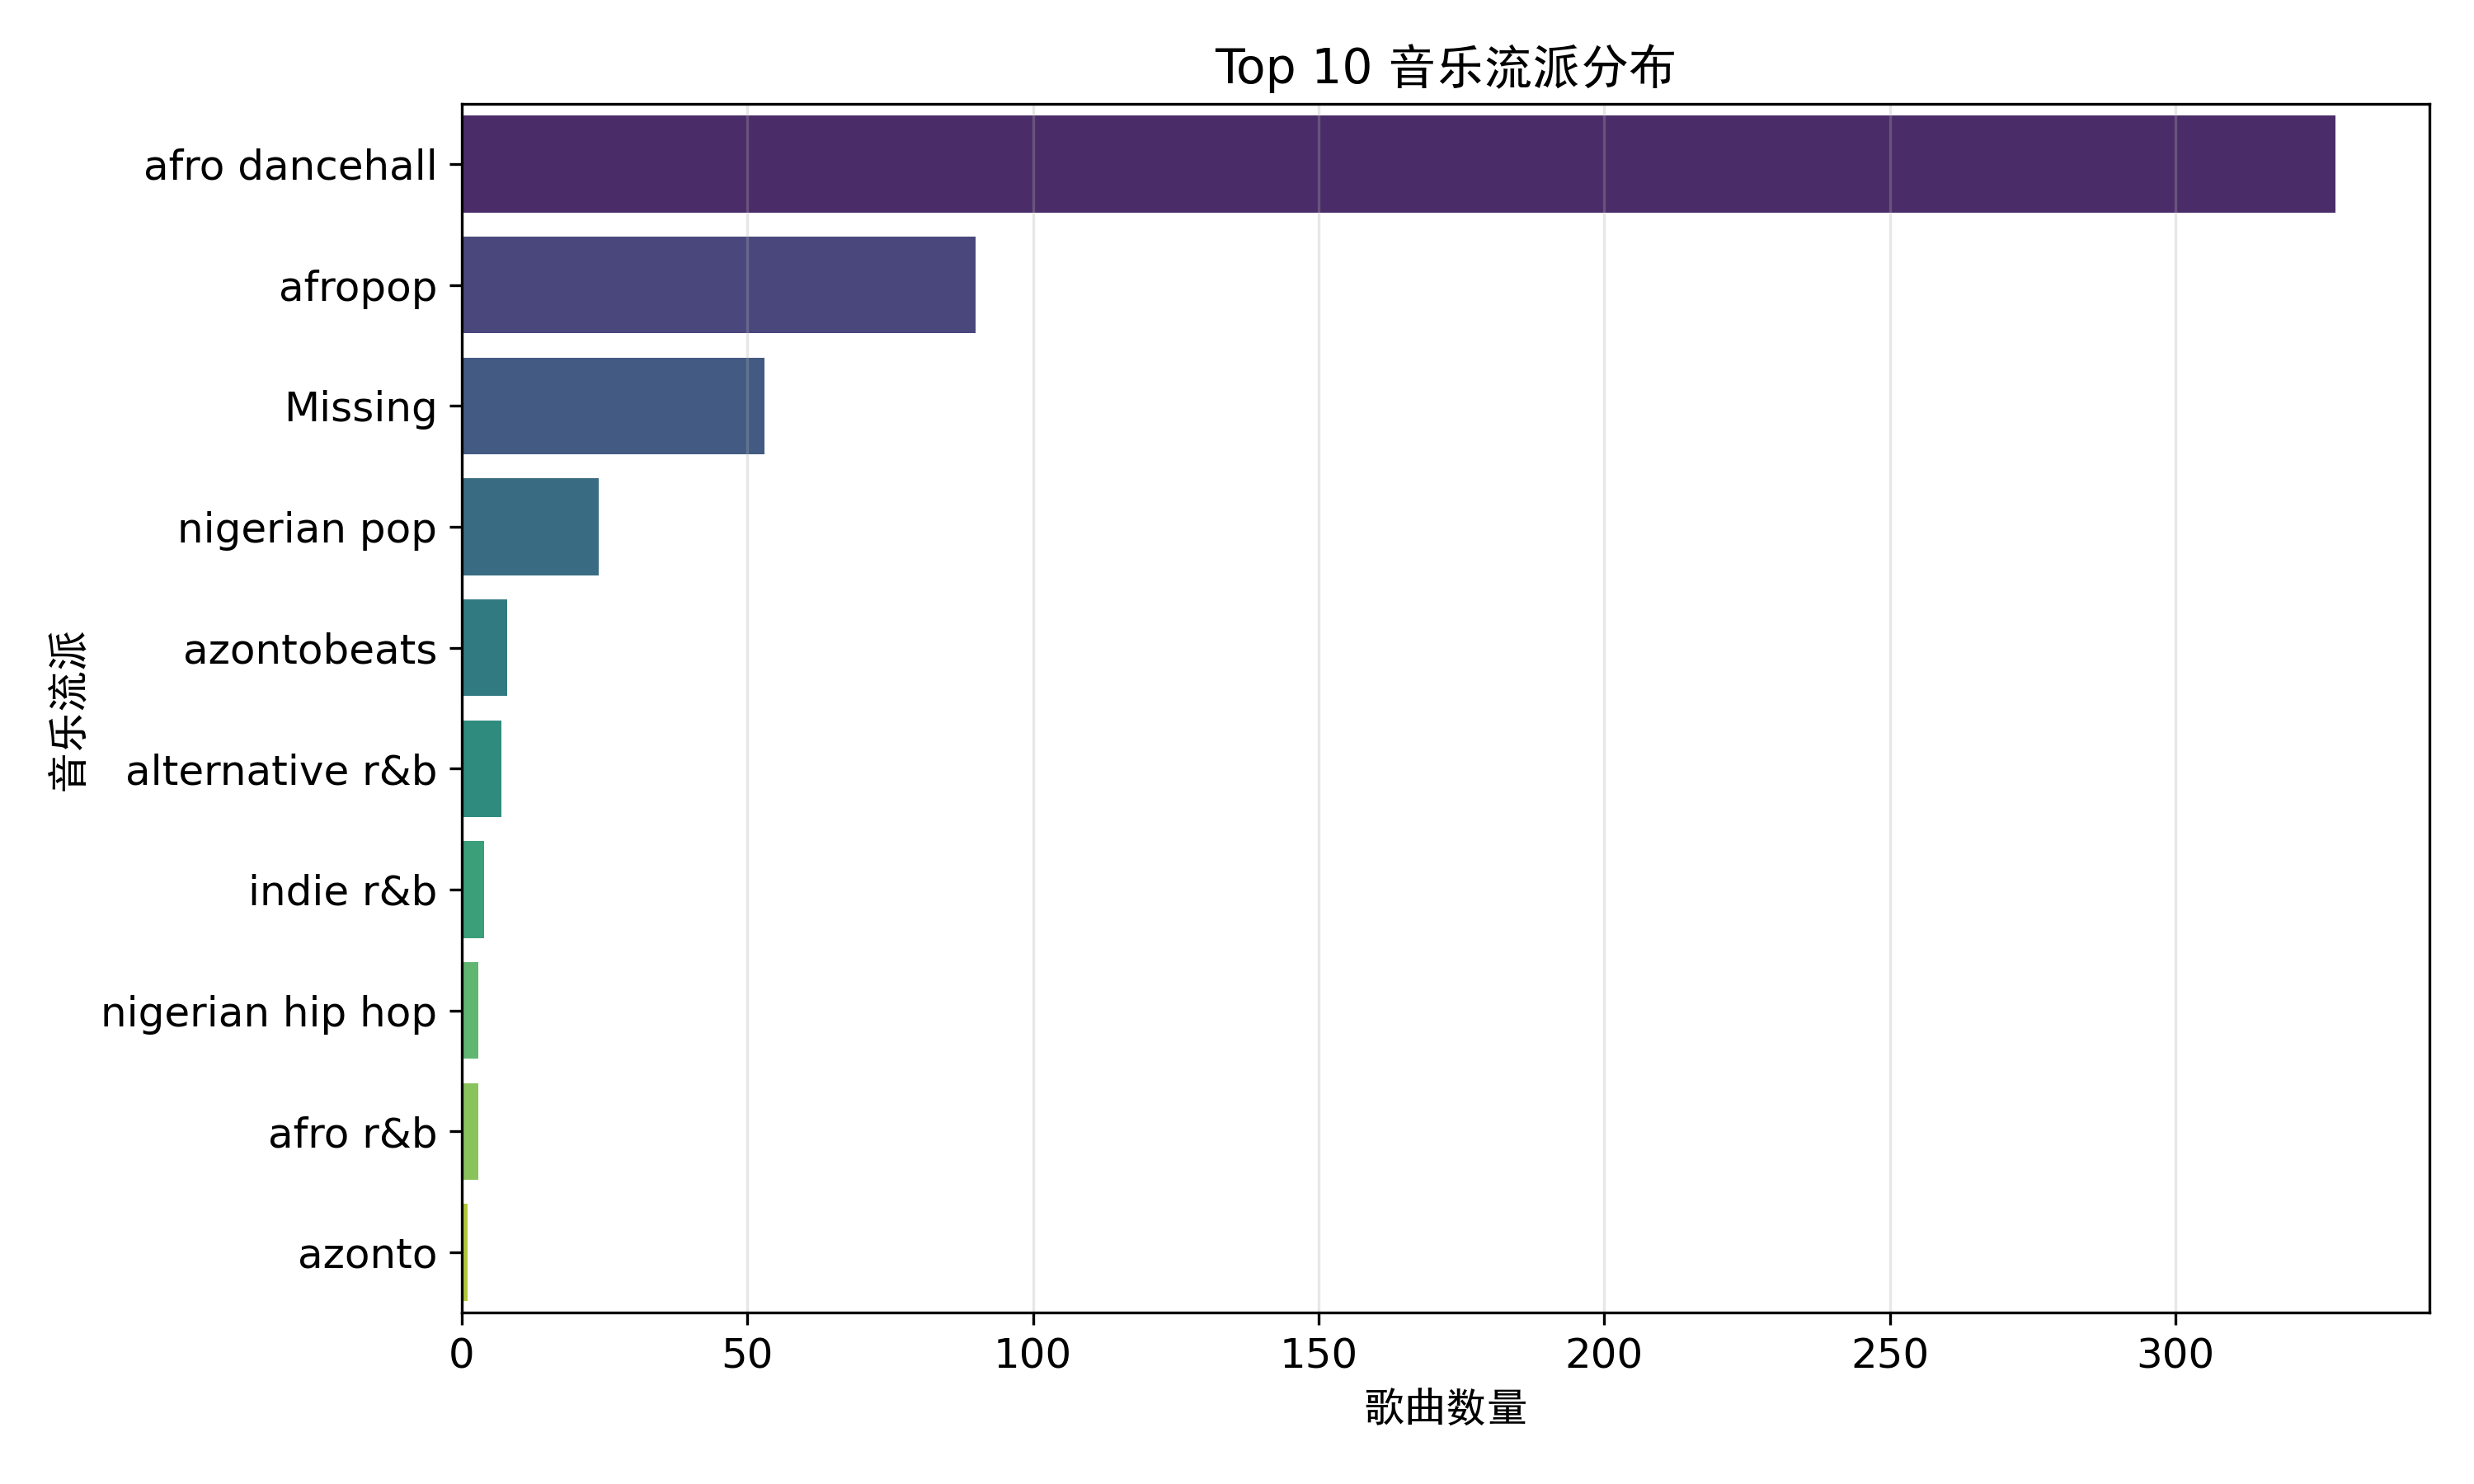 Top 10 音乐流派分布
音乐流派
afro dancehall
afropop
Missing
nigerian pop
azontobeats
alternative r&b
indie r&b
nigerian hip hop
afro r&b
azonto
0 50 100 150 200 250 300
歌曲数量